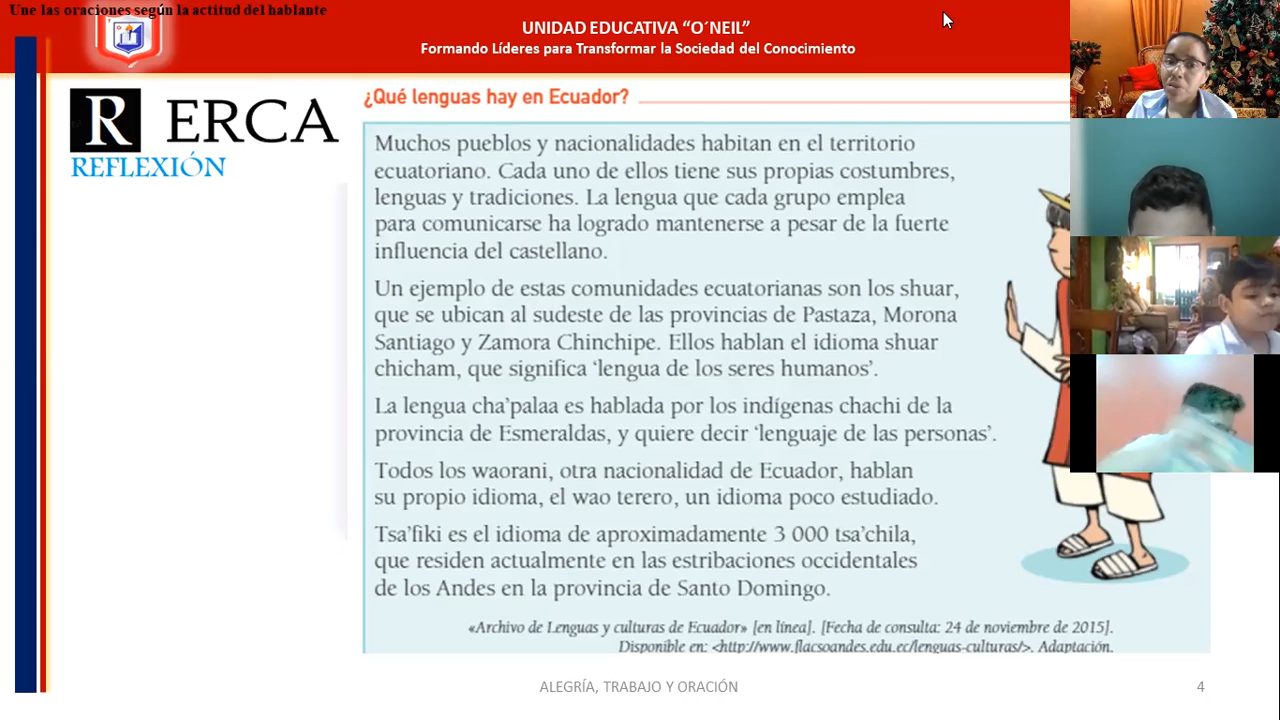 Une las oraciones según la actitud del hablante
UNIDAD EDUCATIVA “O´NEIL”
Formando Líderes para Transformar la Sociedad del Conocimiento
R ERCA
REFLEXIÓN
¿Qué lenguas hay en Ecuador?
Muchos pueblos y nacionalidades habitan en el territorio
ecuatoriano. Cada uno de ellos tiene sus propias costumbres,
lenguas y tradiciones. La lengua que cada grupo emplea
para comunicarse ha logrado mantenerse a pesar de la fuerte
influencia del castellano.
Un ejemplo de estas comunidades ecuatorianas son los shuar,
que se ubican al sudeste de las provincias de Pastaza, Morona
Santiago y Zamora Chinchipe. Ellos hablan el idioma shuar
chicham, que significa ‘lengua de los seres humanos’.
La lengua cha’palaa es hablada por los indígenas chachi de la
provincia de Esmeraldas, y quiere decir ‘lenguaje de las personas’.
Todos los waorani, otra nacionalidad de Ecuador, hablan
su propio idioma, el wao terero, un idioma poco estudiado.
Tsa’fiki es el idioma de aproximadamente 3 000 tsa’chila,
que residen actualmente en las estribaciones occidentales
de los Andes en la provincia de Santo Domingo.
«Archivo de Lenguas y culturas de Ecuador» [en línea]. [Fecha de consulta: 24 de noviembre de 2015].
Disponible en: <http://www.flacsoandes.edu.ec/lenguas-culturas/>. Adaptación.
ALEGRÍA, TRABAJO Y ORACIÓN
4